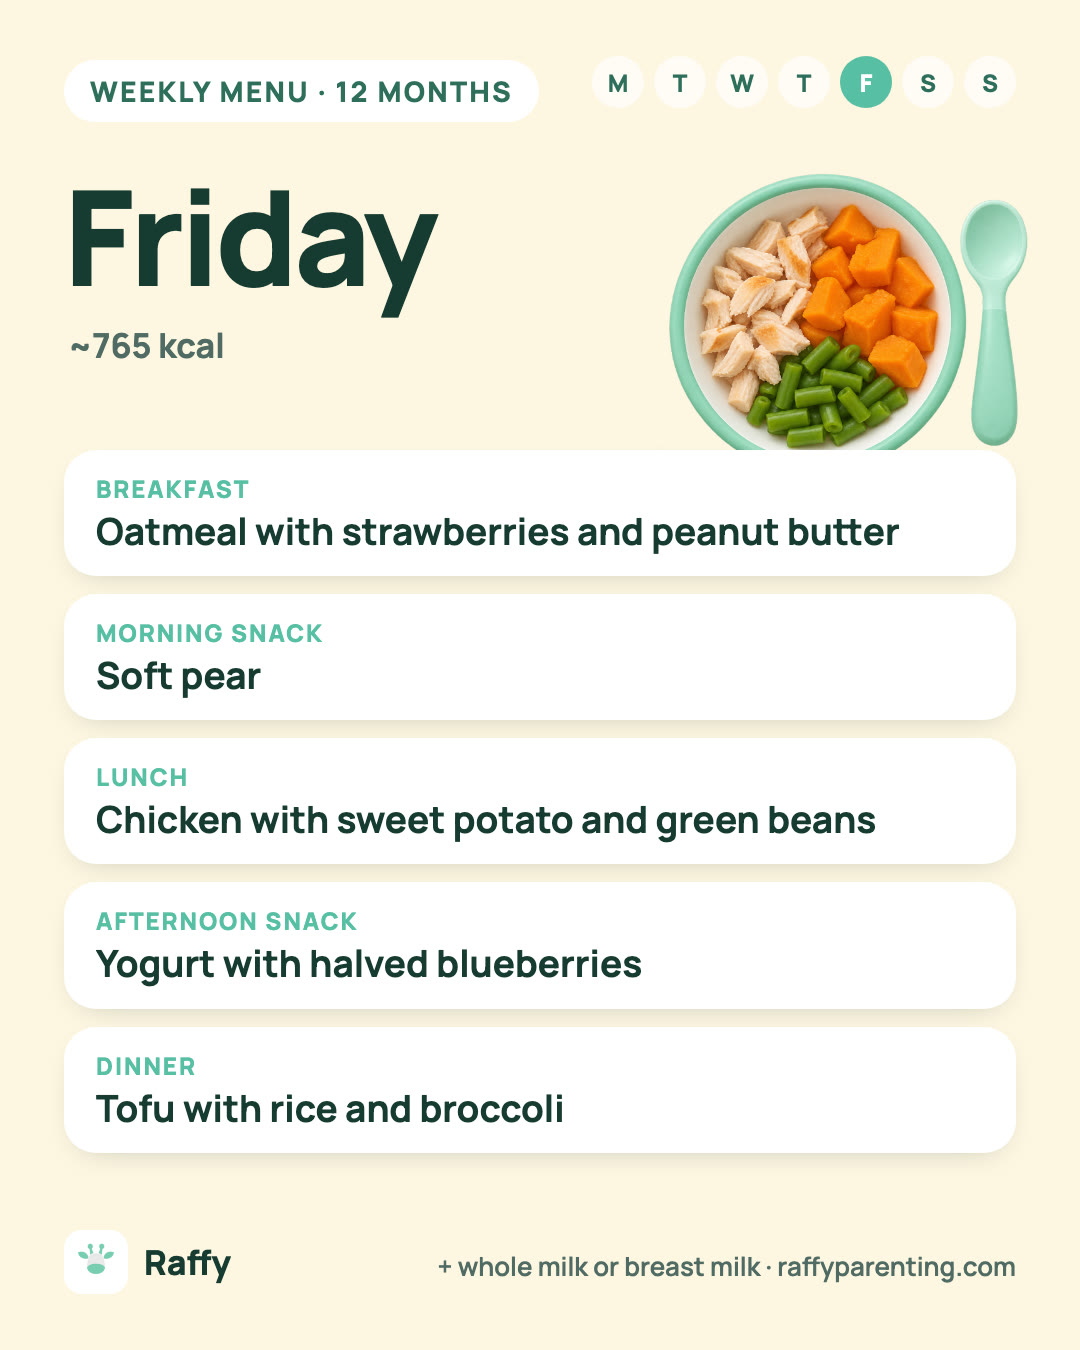 WEEKLY MENU · 12 MONTHS
M T W T F S S
Friday
~765 kcal
BREAKFAST
Oatmeal with strawberries and peanut butter
MORNING SNACK
Soft pear
LUNCH
Chicken with sweet potato and green beans
AFTERNOON SNACK
Yogurt with halved blueberries
DINNER
Tofu with rice and broccoli
Raffy
+ whole milk or breast milk · raffyparenting.com